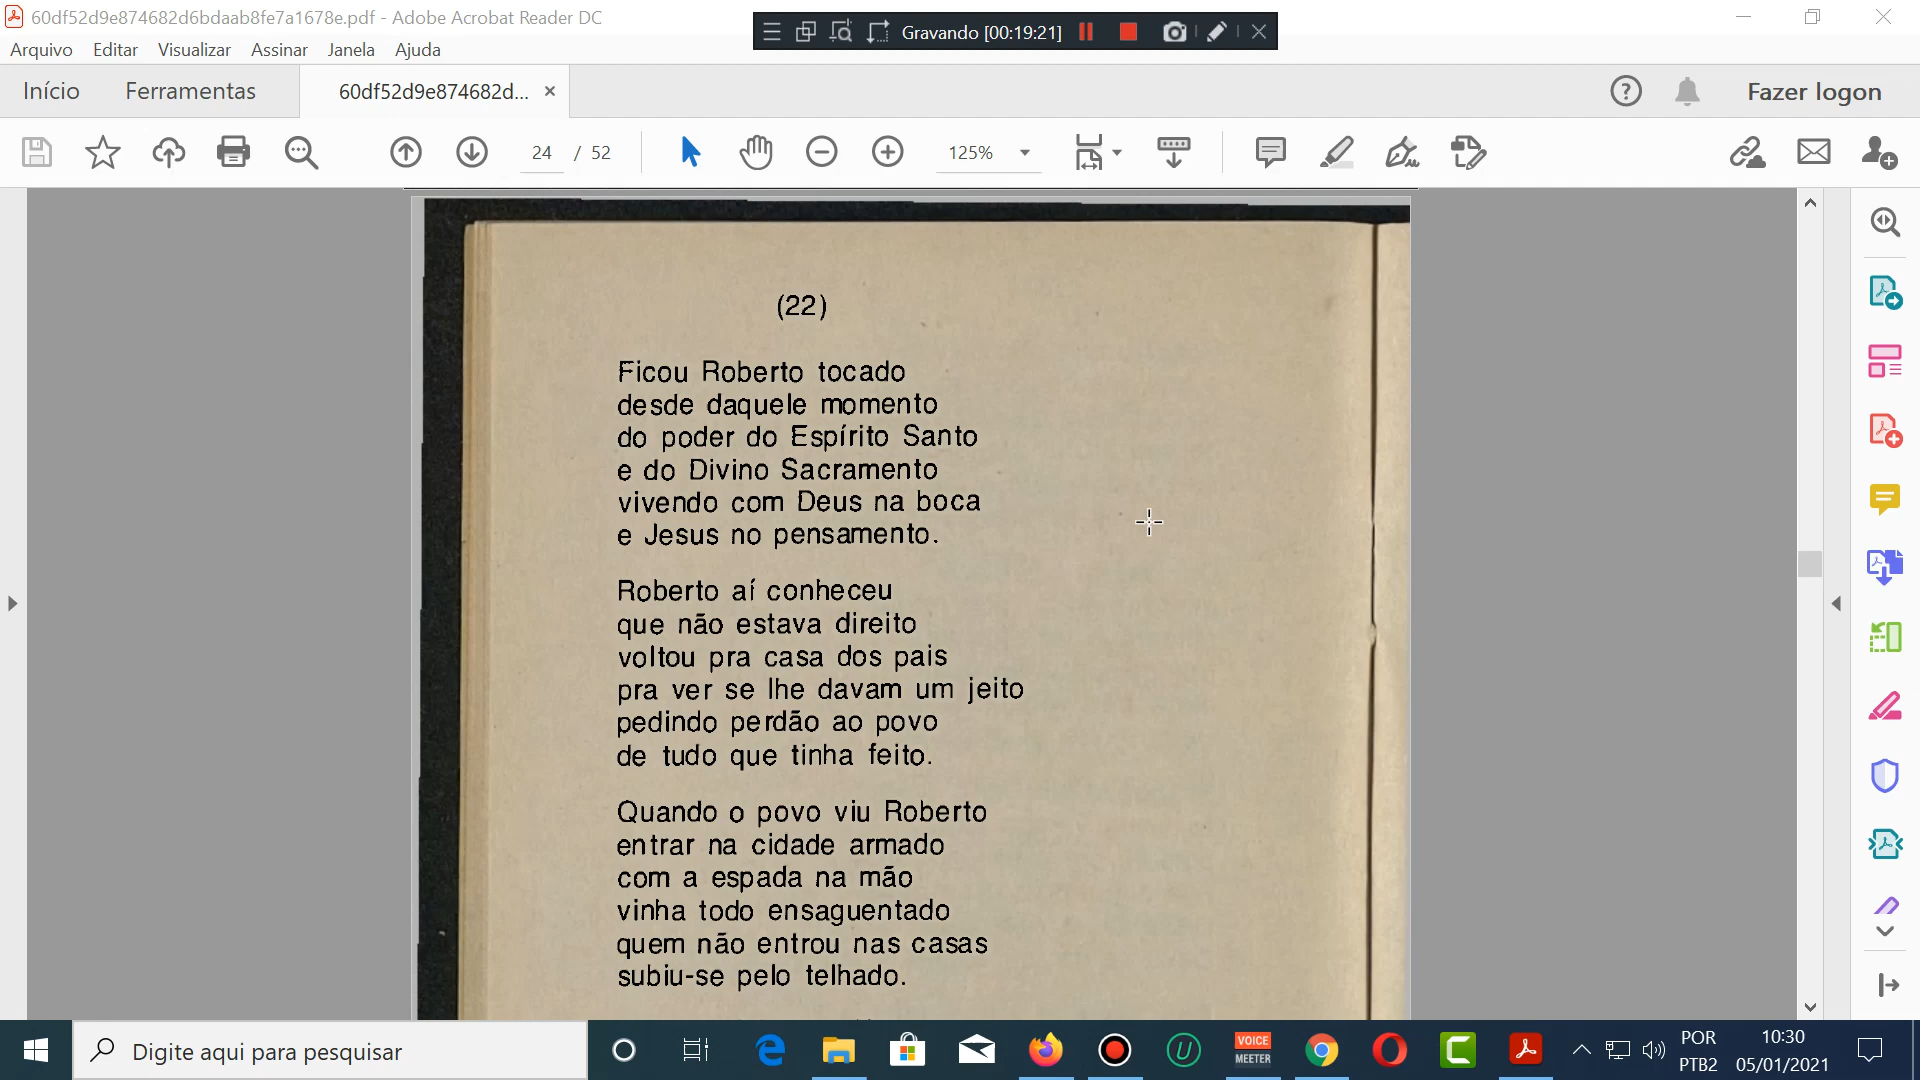 60df52d9e874682d6bdaab8fe7a1678e.pdf - Adobe Acrobat Reader DC
Gravando [00:19:21]
Arquivo Editar Visualizar Assinar Janela Ajuda
Início Ferramentas 60df52d9e874682d... Fazer logon
24 / 52 125%
(22)
Ficou Roberto tocado
desde daquele momento
do poder do Espírito Santo
e do Divino Sacramento
vivendo com Deus na boca
e Jesus no pensamento.
Roberto aí conheceu
que não estava direito
voltou pra casa dos pais
pra ver se lhe davam um jeito
pedindo perdão ao povo
de tudo que tinha feito.
Quando o povo viu Roberto
entrar na cidade armado
com a espada na mão
vinha todo ensaguentado
quem não entrou nas casas
subiu-se pelo telhado.
Digite aqui para pesquisar
VOICE
MEETER
POR
PTB2
10:30
05/01/2021